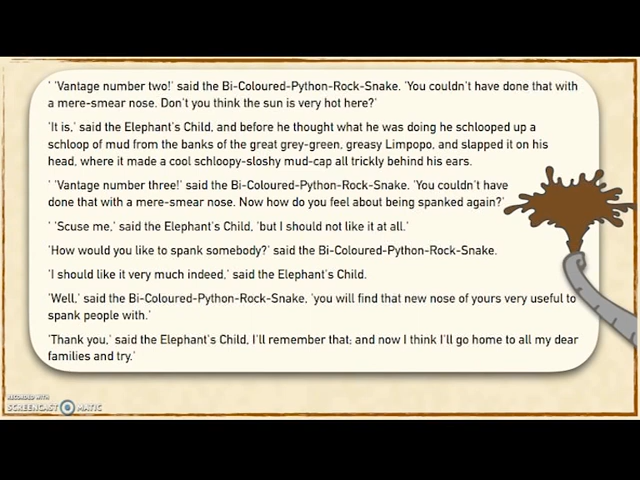 ' 'Vantage number two!' said the Bi-Coloured-Python-Rock-Snake. 'You couldn't have done that with
a mere-smear nose. Don't you think the sun is very hot here?'
'It is,' said the Elephant's Child, and before he thought what he was doing he schlooped up a
schloop of mud from the banks of the great grey-green, greasy Limpopo, and slapped it on his
head, where it made a cool schloopy-sloshy mud-cap all trickly behind his ears.
' 'Vantage number three!' said the Bi-Coloured-Python-Rock-Snake. 'You couldn't have
done that with a mere-smear nose. Now how do you feel about being spanked again?'
' 'Scuse me,' said the Elephant's Child, 'but I should not like it at all.'
'How would you like to spank somebody?' said the Bi-Coloured-Python-Rock-Snake.
'I should like it very much indeed,' said the Elephant's Child.
'Well,' said the Bi-Coloured-Python-Rock-Snake, 'you will find that new nose of yours very useful to
spank people with.'
'Thank you,' said the Elephant's Child, I'll remember that; and now I think I'll go home to all my dear
families and try.'
RECORDED WITH
SCREENCAST MATIC